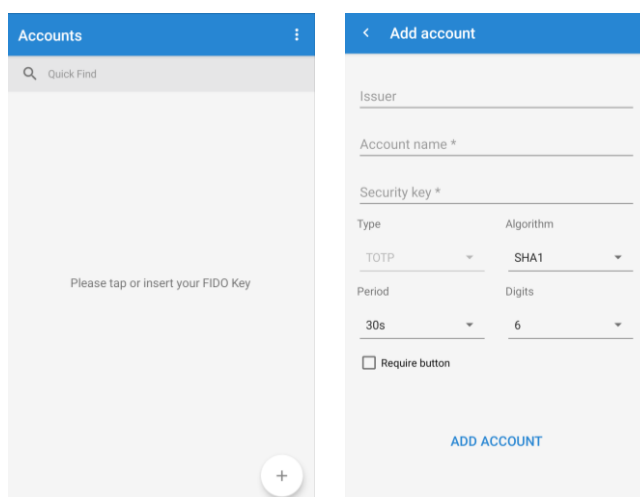 Accounts
Quick Find
Please tap or insert your FIDO Key
+
Add account
Issuer
Account name *
Security key *
Type Algorithm
TOTP SHA1
Period Digits
30s 6
Require button
ADD ACCOUNT